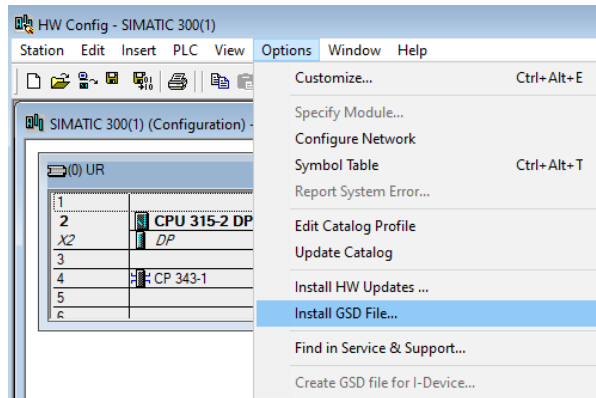 HW Config - SIMATIC 300(1)
Station Edit Insert PLC View Options Window Help
Customize... Ctrl+Alt+E
Specify Module...
Configure Network
Symbol Table Ctrl+Alt+T
Report System Error...
Edit Catalog Profile
Update Catalog
Install HW Updates ...
Install GSD File...
Find in Service & Support...
Create GSD file for I-Device...
SIMATIC 300(1) (Configuration) -
(0) UR
1
2 CPU 315-2 DP
X2 DP
3
4 CP 343-1
5